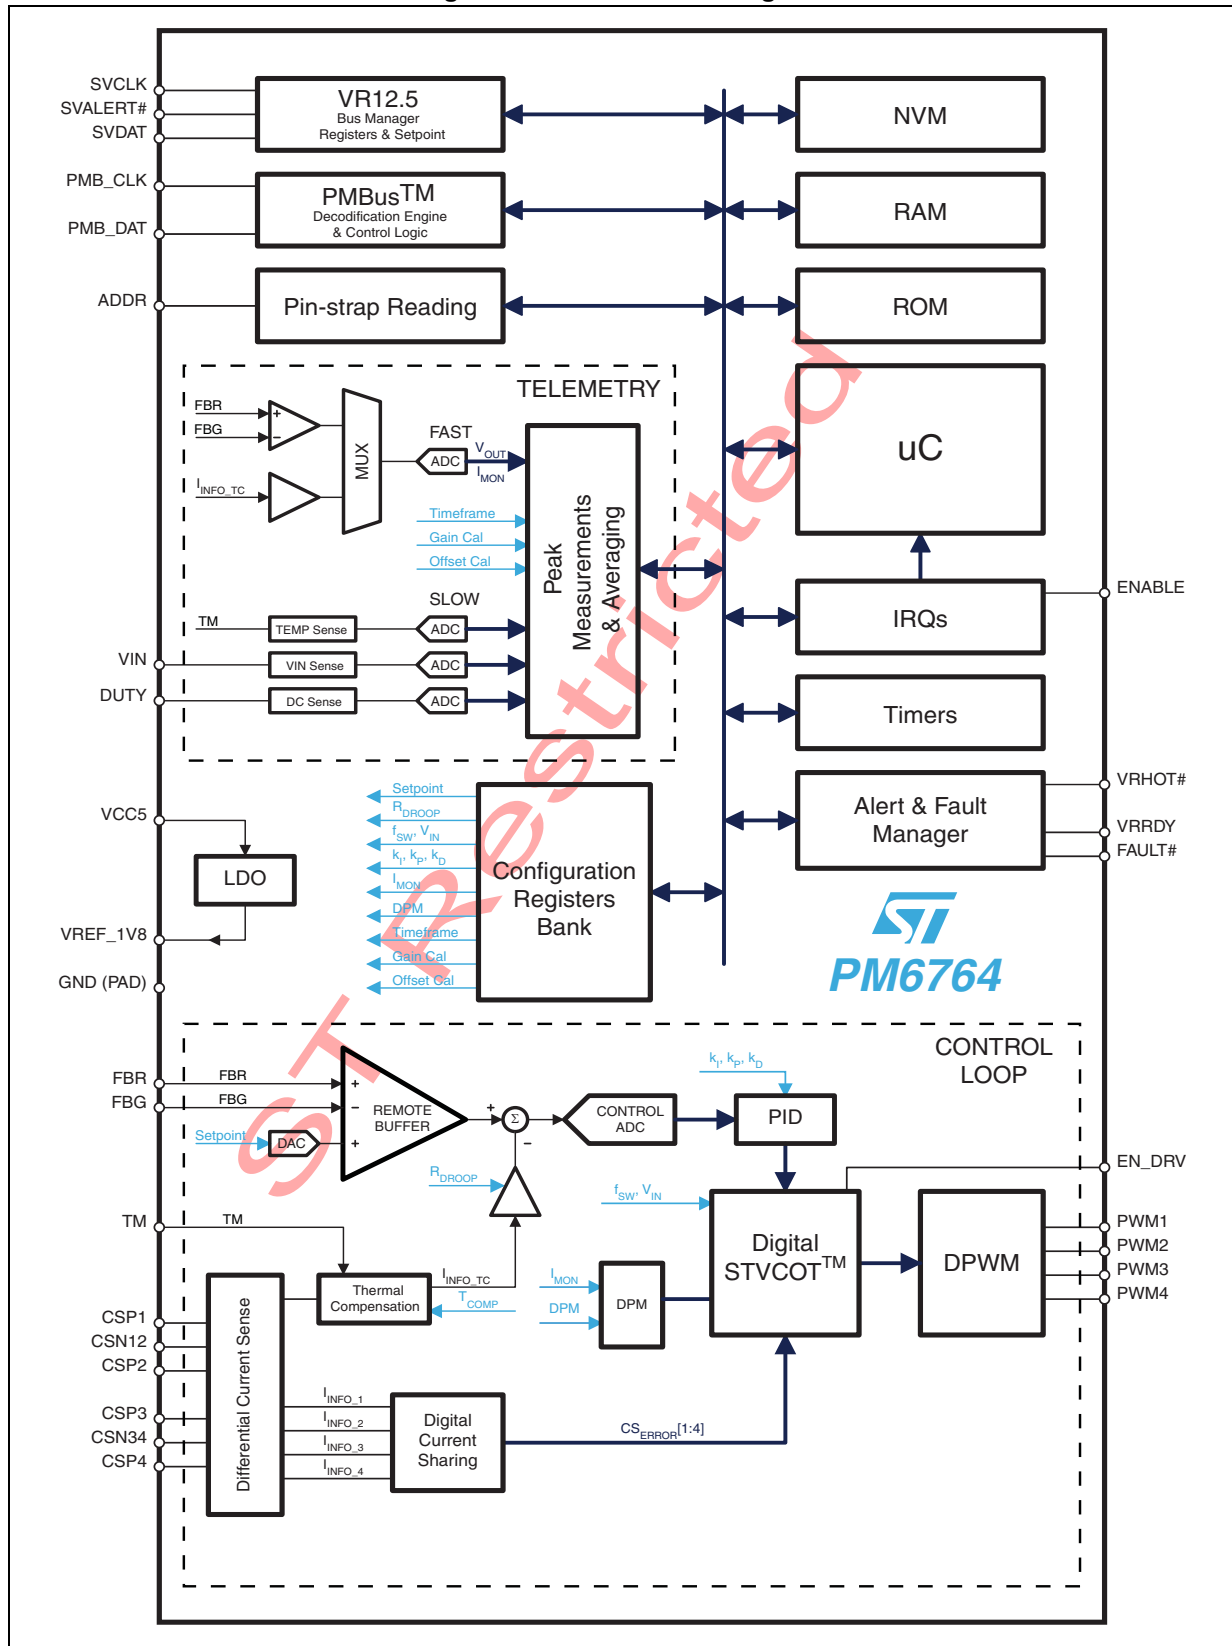 SVCLK
SVALERT#
SVDAT
VR12.5
Bus Manager
Registers & Setpoint
NVM
PMB_CLK
PMB_DAT
PMBusTM
Decodification Engine
& Control Logic
RAM
ADDR
Pin-strap Reading
ROM
TELEMETRY
FBR
FBG
+
−
IINFO_TC
MUX
FAST
ADC
VOUT
IMON
Timeframe
Gain Cal
Offset Cal
Peak
Measurements
& Averaging
SLOW
TM
TEMP Sense
ADC
VIN
VIN Sense
ADC
DUTY
DC Sense
ADC
uC
IRQs
ENABLE
Timers
Alert & Fault
Manager
VRHOT#
VRRDY
FAULT#
VCC5
LDO
VREF_1V8
GND (PAD)
Setpoint
RDROOP
fSW, VIN
kI, kP, kD
IMON
DPM
Timeframe
Gain Cal
Offset Cal
Configuration
Registers
Bank
ST
PM6764
ST Restricted
CONTROL
LOOP
FBR
FBR
FBG
FBG
Setpoint
DAC
+
−
+
REMOTE
BUFFER
+
Σ
−
CONTROL
ADC
kI, kP, kD
PID
RDROOP
fSW, VIN
EN_DRV
TM
TM
Thermal
Compensation
IINFO_TC
TCOMP
IMON
DPM
DPM
Digital
STVCOTTM
DPWM
PWM1
PWM2
PWM3
PWM4
CSP1
CSN12
CSP2
CSP3
CSN34
CSP4
Differential Current Sense
IINFO_1
IINFO_2
IINFO_3
IINFO_4
Digital
Current
Sharing
CSERROR[1:4]